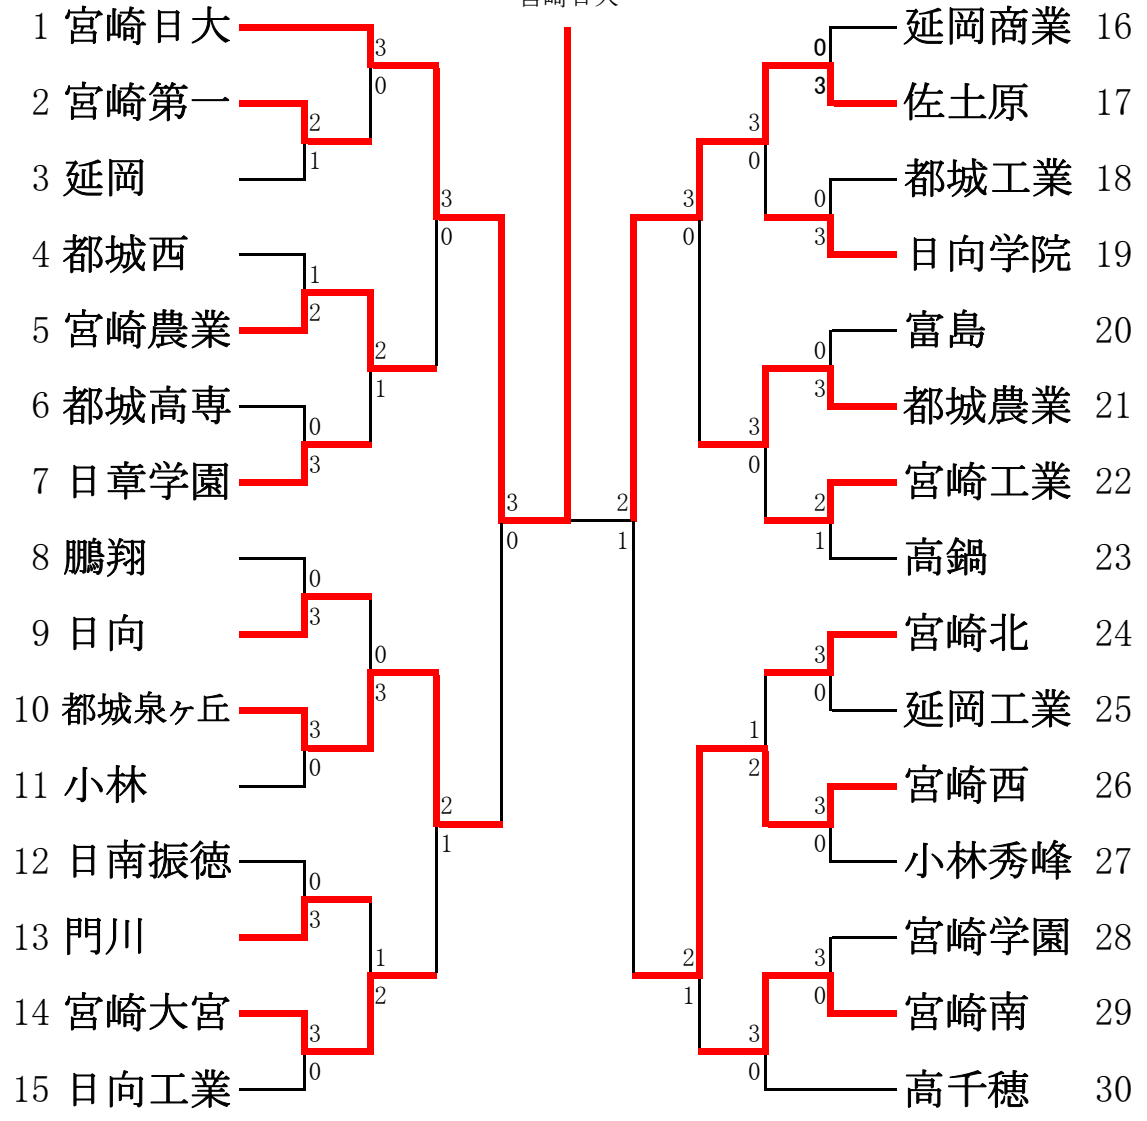 宮崎日大
1 宮崎日大
3
0
2 宮崎第一
2
1
3 延岡
3
0
4 都城西
1
2
5 宮崎農業
2
1
6 都城高専
0
3
7 日章学園
3
0
8 鵬翔
0
3
9 日向
0
3
10 都城泉ヶ丘
3
0
11 小林
2
1
12 日南振徳
0
3
13 門川
1
2
14 宮崎大宮
3
0
15 日向工業
延岡商業 16
0
3
佐土原 17
3
0
都城工業 18
0
3
日向学院 19
3
0
富島 20
0
3
都城農業 21
3
0
宮崎工業 22
2
1
高鍋 23
2
1
宮崎北 24
3
0
延岡工業 25
1
2
宮崎西 26
3
0
小林秀峰 27
2
1
宮崎学園 28
3
0
宮崎南 29
3
0
高千穂 30